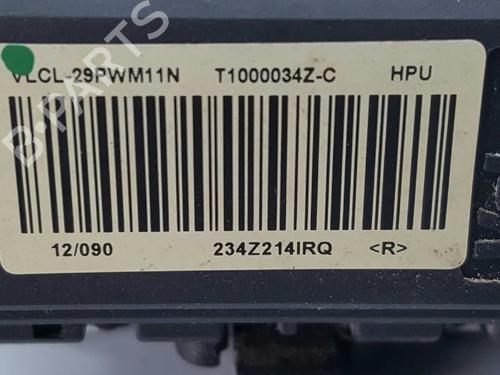 VLCL-29PWM11N T1000034Z-C HPU
B-PARTS
12/090 234Z214IRQ <R>